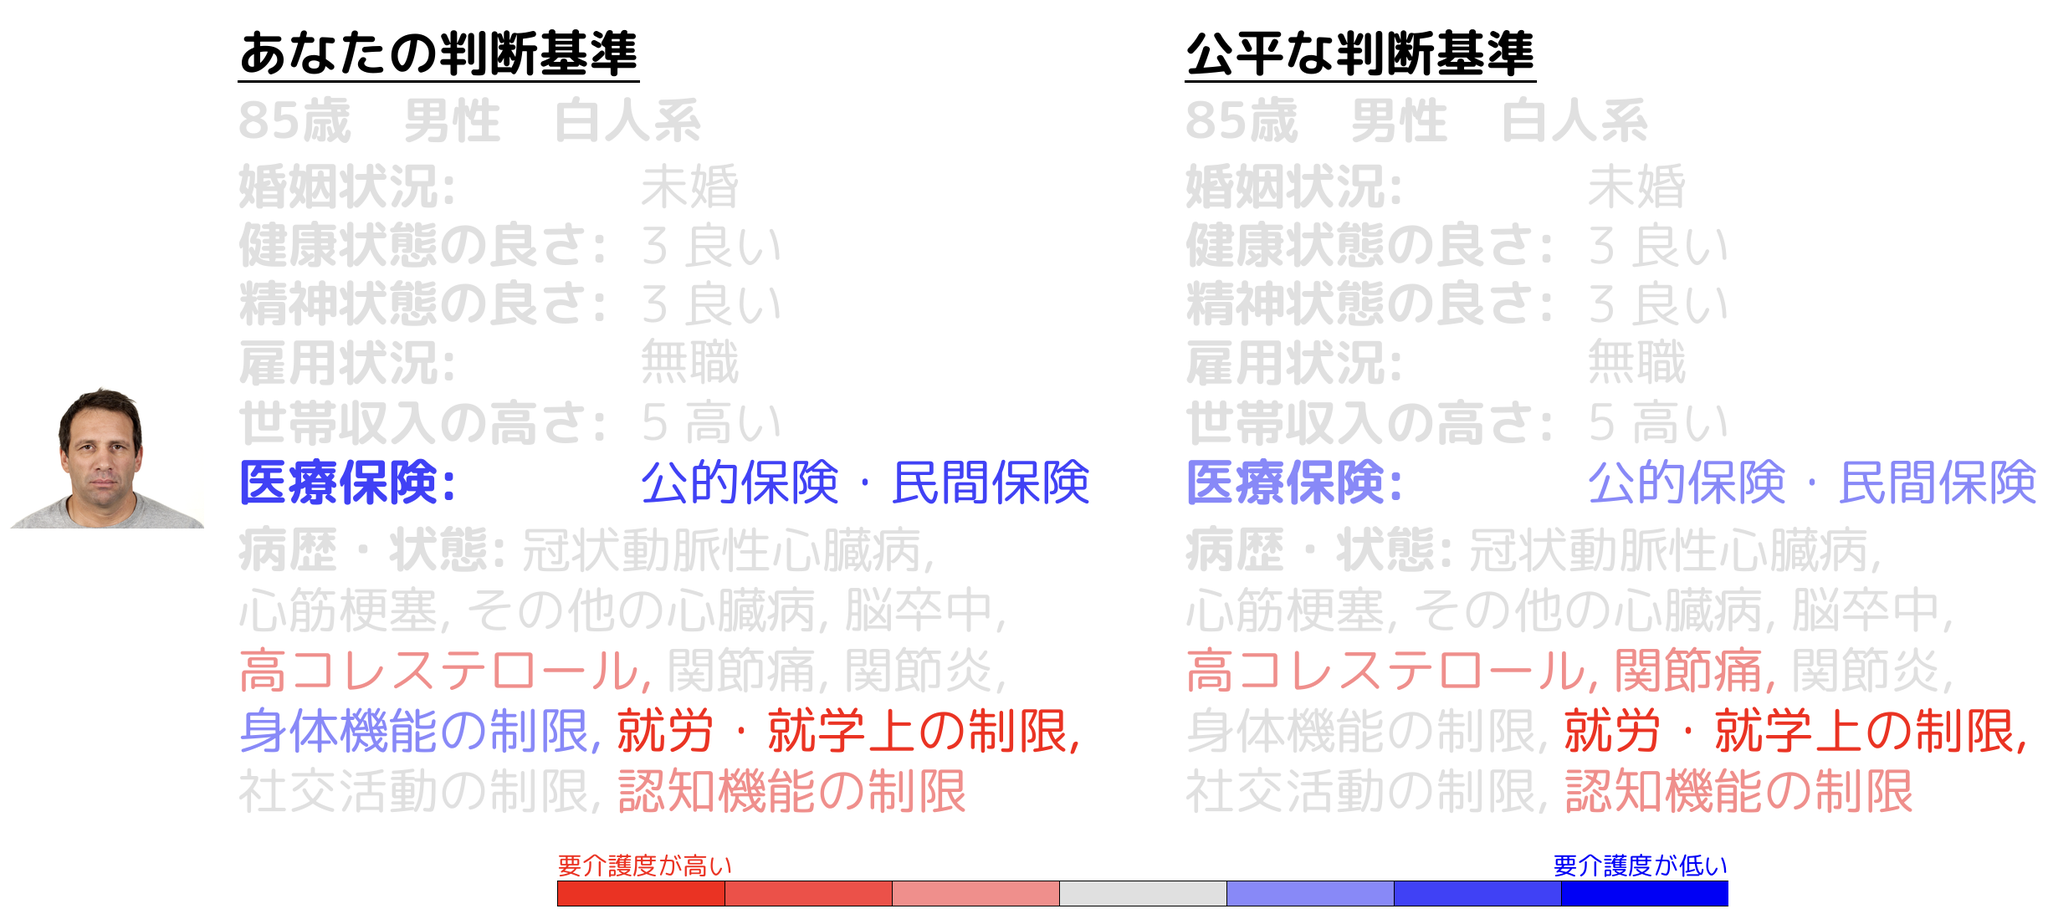 あなたの判断基準
85歳　男性　白人系
婚姻状況: 未婚
健康状態の良さ: 3 良い
精神状態の良さ: 3 良い
雇用状況: 無職
世帯収入の高さ: 5 高い
医療保険: 公的保険・民間保険
病歴・状態: 冠状動脈性心臓病,
心筋梗塞, その他の心臓病, 脳卒中,
高コレステロール, 関節痛, 関節炎,
身体機能の制限, 就労・就学上の制限,
社交活動の制限, 認知機能の制限
公平な判断基準
85歳　男性　白人系
婚姻状況: 未婚
健康状態の良さ: 3 良い
精神状態の良さ: 3 良い
雇用状況: 無職
世帯収入の高さ: 5 高い
医療保険: 公的保険・民間保険
病歴・状態: 冠状動脈性心臓病,
心筋梗塞, その他の心臓病, 脳卒中,
高コレステロール, 関節痛, 関節炎,
身体機能の制限, 就労・就学上の制限,
社交活動の制限, 認知機能の制限
要介護度が高い
要介護度が低い